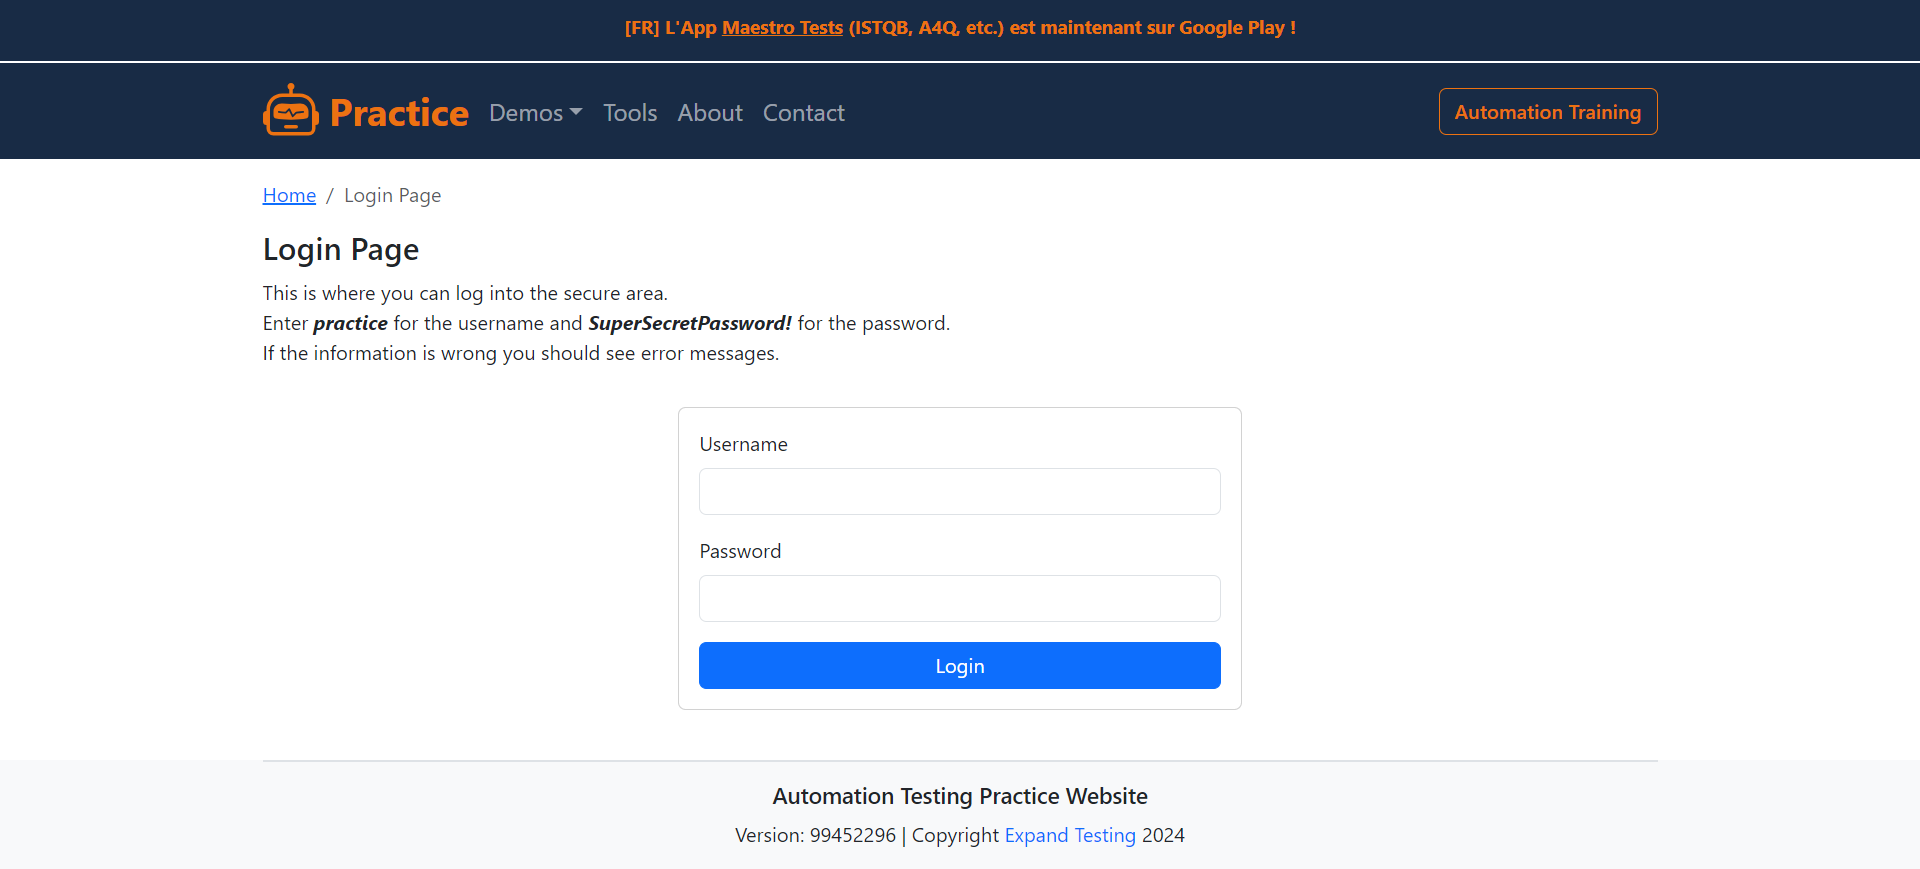 [FR] L'App Maestro Tests (ISTQB, A4Q, etc.) est maintenant sur Google Play !
Practice Demos Tools About Contact Automation Training
Home / Login Page
Login Page
This is where you can log into the secure area.
Enter practice for the username and SuperSecretPassword! for the password.
If the information is wrong you should see error messages.
Username
Password
Login
Automation Testing Practice Website
Version: 99452296 | Copyright Expand Testing 2024